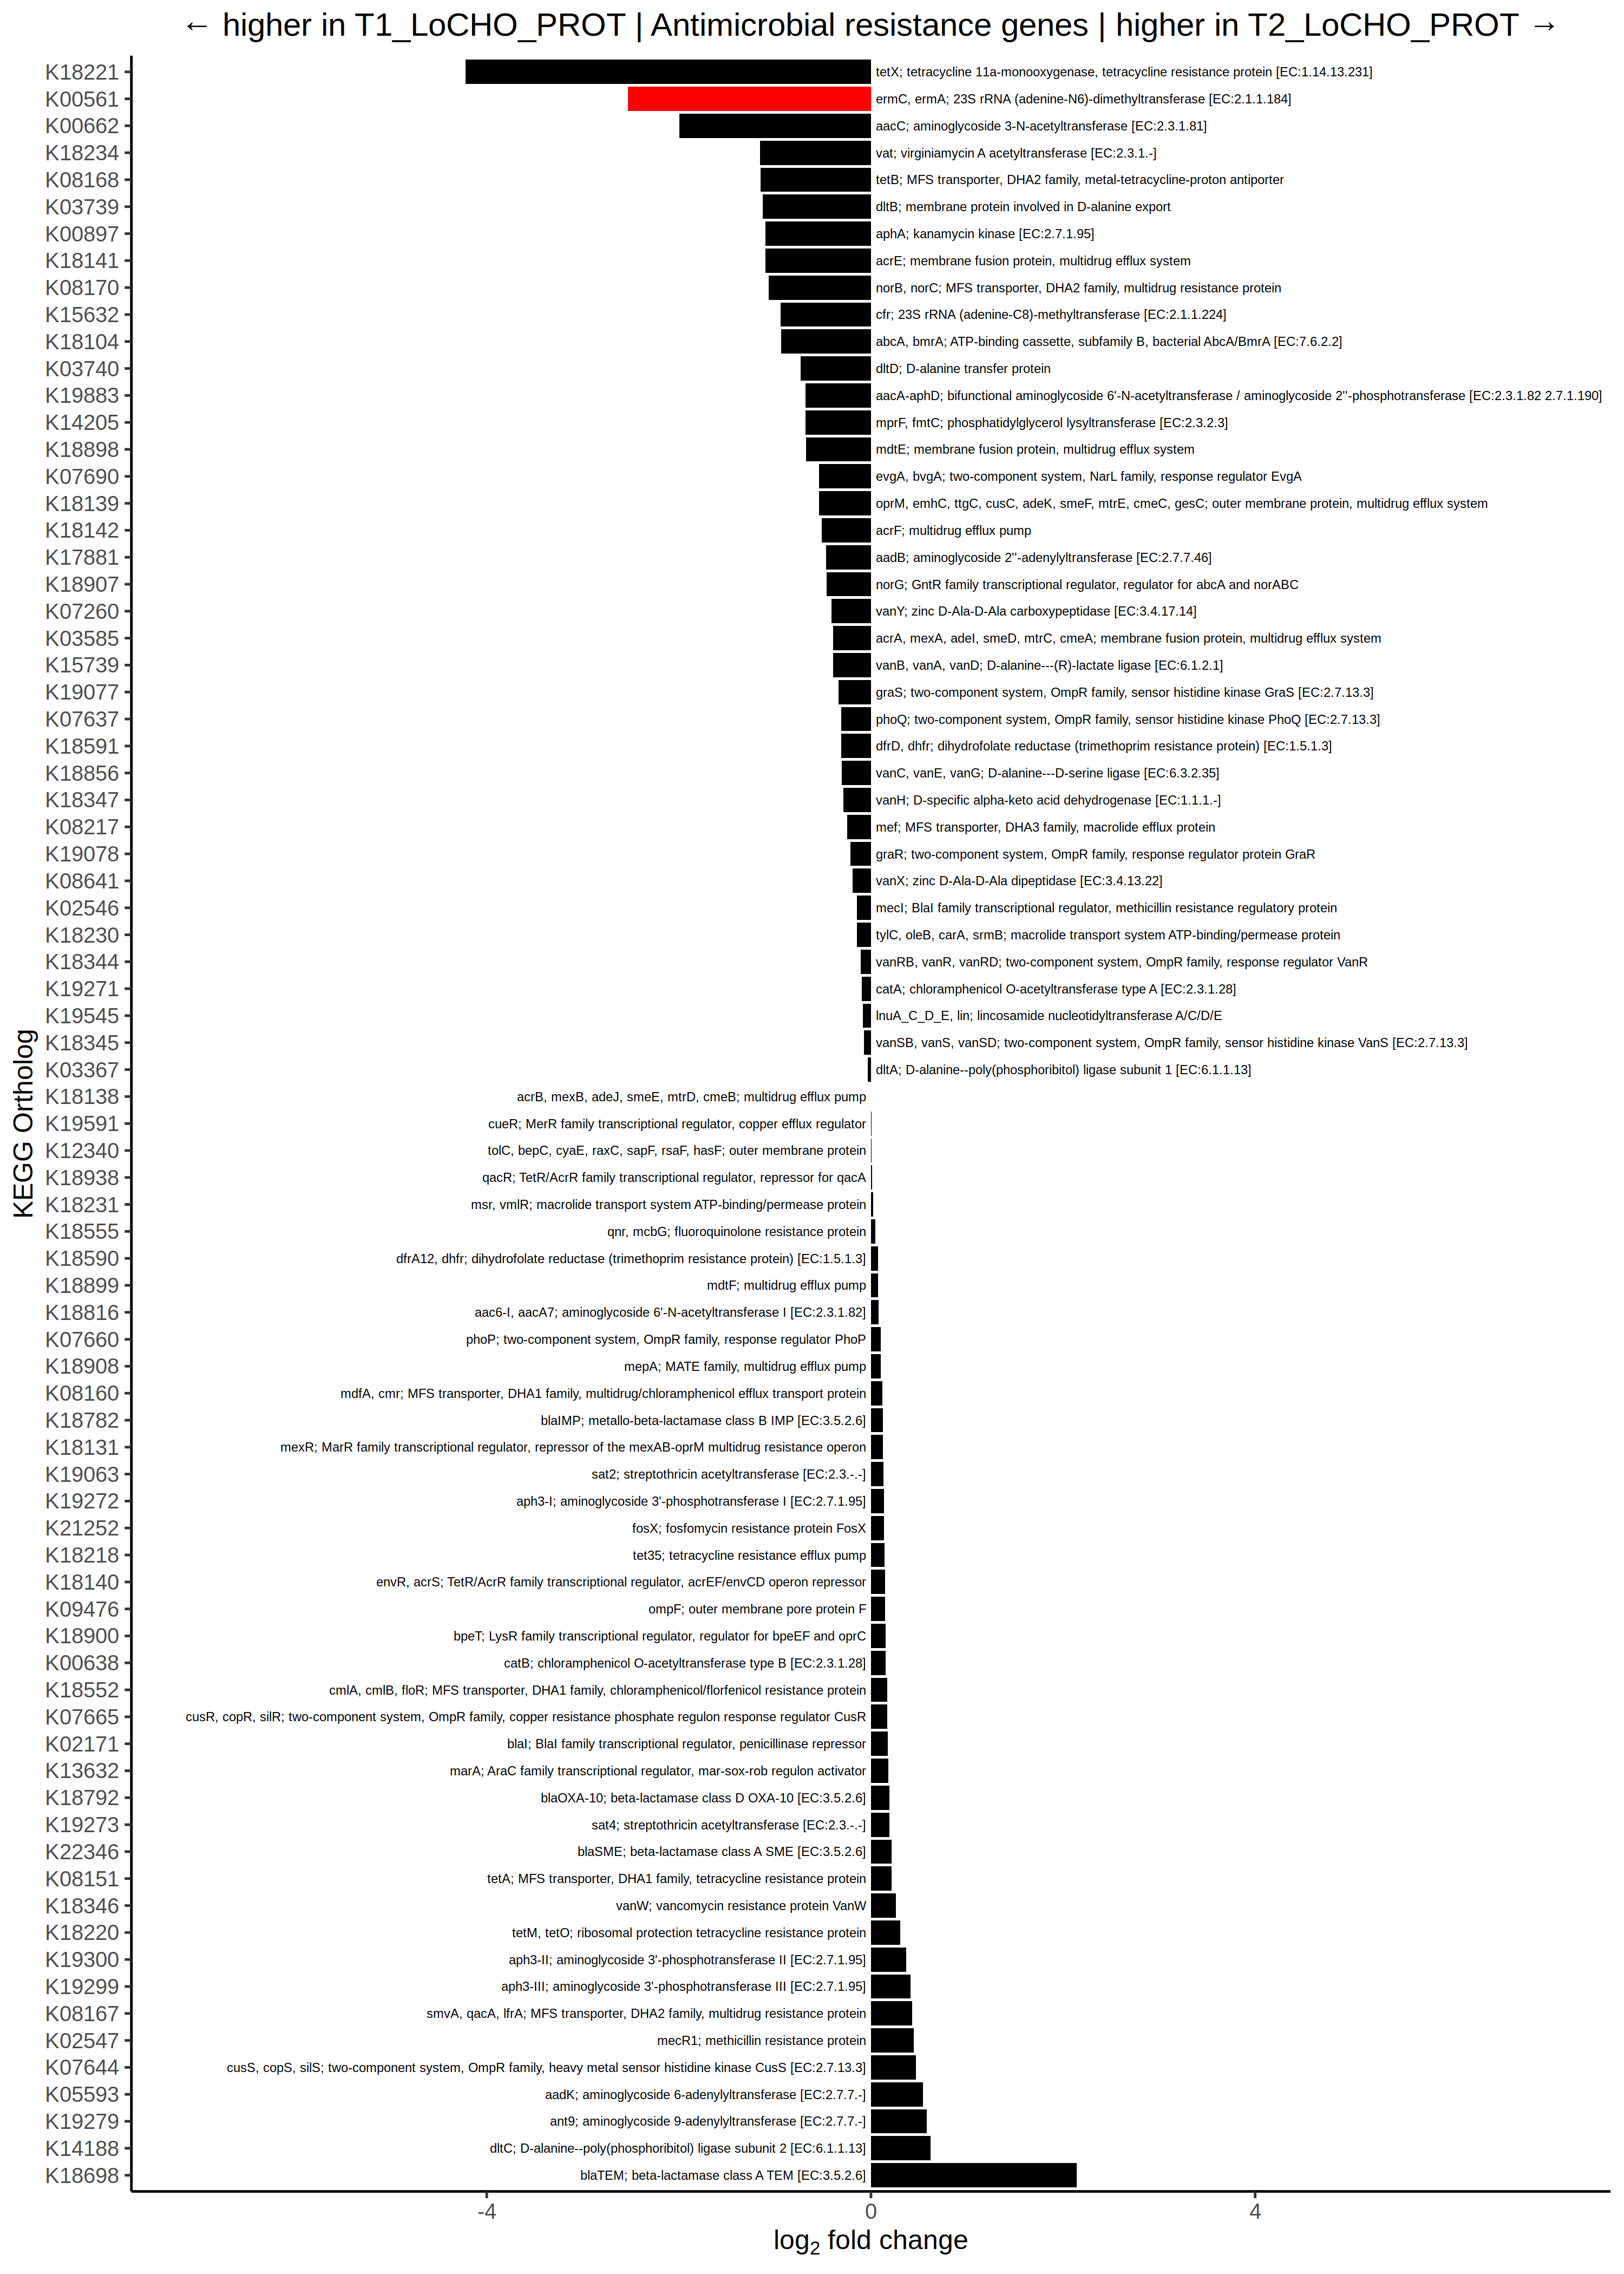 ← higher in T1_LoCHO_PROT | Antimicrobial resistance genes | higher in T2_LoCHO_PROT →
K18221 tetX; tetracycline 11a-monooxygenase, tetracycline resistance protein [EC:1.14.13.231]
K00561 ermC, ermA; 23S rRNA (adenine-N6)-dimethyltransferase [EC:2.1.1.184]
K00662 aacC; aminoglycoside 3-N-acetyltransferase [EC:2.3.1.81]
K18234 vat; virginiamycin A acetyltransferase [EC:2.3.1.-]
K08168 tetB; MFS transporter, DHA2 family, metal-tetracycline-proton antiporter
K03739 dltB; membrane protein involved in D-alanine export
K00897 aphA; kanamycin kinase [EC:2.7.1.95]
K18141 acrE; membrane fusion protein, multidrug efflux system
K08170 norB, norC; MFS transporter, DHA2 family, multidrug resistance protein
K15632 cfr; 23S rRNA (adenine-C8)-methyltransferase [EC:2.1.1.224]
K18104 abcA, bmrA; ATP-binding cassette, subfamily B, bacterial AbcA/BmrA [EC:7.6.2.2]
K03740 dltD; D-alanine transfer protein
K19883 aacA-aphD; bifunctional aminoglycoside 6'-N-acetyltransferase / aminoglycoside 2''-phosphotransferase [EC:2.3.1.82 2.7.1.190]
K14205 mprF, fmtC; phosphatidylglycerol lysyltransferase [EC:2.3.2.3]
K18898 mdtE; membrane fusion protein, multidrug efflux system
K07690 evgA, bvgA; two-component system, NarL family, response regulator EvgA
K18139 oprM, emhC, ttgC, cusC, adeK, smeF, mtrE, cmeC, gesC; outer membrane protein, multidrug efflux system
K18142 acrF; multidrug efflux pump
K17881 aadB; aminoglycoside 2''-adenylyltransferase [EC:2.7.7.46]
K18907 norG; GntR family transcriptional regulator, regulator for abcA and norABC
K07260 vanY; zinc D-Ala-D-Ala carboxypeptidase [EC:3.4.17.14]
K03585 acrA, mexA, adeI, smeD, mtrC, cmeA; membrane fusion protein, multidrug efflux system
K15739 vanB, vanA, vanD; D-alanine---(R)-lactate ligase [EC:6.1.2.1]
K19077 graS; two-component system, OmpR family, sensor histidine kinase GraS [EC:2.7.13.3]
K07637 phoQ; two-component system, OmpR family, sensor histidine kinase PhoQ [EC:2.7.13.3]
K18591 dfrD, dhfr; dihydrofolate reductase (trimethoprim resistance protein) [EC:1.5.1.3]
K18856 vanC, vanE, vanG; D-alanine---D-serine ligase [EC:6.3.2.35]
K18347 vanH; D-specific alpha-keto acid dehydrogenase [EC:1.1.1.-]
K08217 mef; MFS transporter, DHA3 family, macrolide efflux protein
K19078 graR; two-component system, OmpR family, response regulator protein GraR
K08641 vanX; zinc D-Ala-D-Ala dipeptidase [EC:3.4.13.22]
K02546 mecI; BlaI family transcriptional regulator, methicillin resistance regulatory protein
K18230 tylC, oleB, carA, srmB; macrolide transport system ATP-binding/permease protein
K18344 vanRB, vanR, vanRD; two-component system, OmpR family, response regulator VanR
K19271 catA; chloramphenicol O-acetyltransferase type A [EC:2.3.1.28]
K19545 lnuA_C_D_E, lin; lincosamide nucleotidyltransferase A/C/D/E
K18345 vanSB, vanS, vanSD; two-component system, OmpR family, sensor histidine kinase VanS [EC:2.7.13.3]
K03367 dltA; D-alanine--poly(phosphoribitol) ligase subunit 1 [EC:6.1.1.13]
K18138 acrB, mexB, adeJ, smeE, mtrD, cmeB; multidrug efflux pump
K19591 cueR; MerR family transcriptional regulator, copper efflux regulator
K12340 tolC, bepC, cyaE, raxC, sapF, rsaF, hasF; outer membrane protein
K18938 qacR; TetR/AcrR family transcriptional regulator, repressor for qacA
K18231 msr, vmlR; macrolide transport system ATP-binding/permease protein
K18555 qnr, mcbG; fluoroquinolone resistance protein
K18590 dfrA12, dhfr; dihydrofolate reductase (trimethoprim resistance protein) [EC:1.5.1.3]
K18899 mdtF; multidrug efflux pump
K18816 aac6-I, aacA7; aminoglycoside 6'-N-acetyltransferase I [EC:2.3.1.82]
K07660 phoP; two-component system, OmpR family, response regulator PhoP
K18908 mepA; MATE family, multidrug efflux pump
K08160 mdfA, cmr; MFS transporter, DHA1 family, multidrug/chloramphenicol efflux transport protein
K18782 blaIMP; metallo-beta-lactamase class B IMP [EC:3.5.2.6]
K18131 mexR; MarR family transcriptional regulator, repressor of the mexAB-oprM multidrug resistance operon
K19063 sat2; streptothricin acetyltransferase [EC:2.3.-.-]
K19272 aph3-I; aminoglycoside 3'-phosphotransferase I [EC:2.7.1.95]
K21252 fosX; fosfomycin resistance protein FosX
K18218 tet35; tetracycline resistance efflux pump
K18140 envR, acrS; TetR/AcrR family transcriptional regulator, acrEF/envCD operon repressor
K09476 ompF; outer membrane pore protein F
K18900 bpeT; LysR family transcriptional regulator, regulator for bpeEF and oprC
K00638 catB; chloramphenicol O-acetyltransferase type B [EC:2.3.1.28]
K18552 cmlA, cmlB, floR; MFS transporter, DHA1 family, chloramphenicol/florfenicol resistance protein
K07665 cusR, copR, silR; two-component system, OmpR family, copper resistance phosphate regulon response regulator CusR
K02171 blaI; BlaI family transcriptional regulator, penicillinase repressor
K13632 marA; AraC family transcriptional regulator, mar-sox-rob regulon activator
K18792 blaOXA-10; beta-lactamase class D OXA-10 [EC:3.5.2.6]
K19273 sat4; streptothricin acetyltransferase [EC:2.3.-.-]
K22346 blaSME; beta-lactamase class A SME [EC:3.5.2.6]
K08151 tetA; MFS transporter, DHA1 family, tetracycline resistance protein
K18346 vanW; vancomycin resistance protein VanW
K18220 tetM, tetO; ribosomal protection tetracycline resistance protein
K19300 aph3-II; aminoglycoside 3'-phosphotransferase II [EC:2.7.1.95]
K19299 aph3-III; aminoglycoside 3'-phosphotransferase III [EC:2.7.1.95]
K08167 smvA, qacA, lfrA; MFS transporter, DHA2 family, multidrug resistance protein
K02547 mecR1; methicillin resistance protein
K07644 cusS, copS, silS; two-component system, OmpR family, heavy metal sensor histidine kinase CusS [EC:2.7.13.3]
K05593 aadK; aminoglycoside 6-adenylyltransferase [EC:2.7.7.-]
K19279 ant9; aminoglycoside 9-adenylyltransferase [EC:2.7.7.-]
K14188 dltC; D-alanine--poly(phosphoribitol) ligase subunit 2 [EC:6.1.1.13]
K18698 blaTEM; beta-lactamase class A TEM [EC:3.5.2.6]
KEGG Ortholog
-4 0 4
log2 fold change